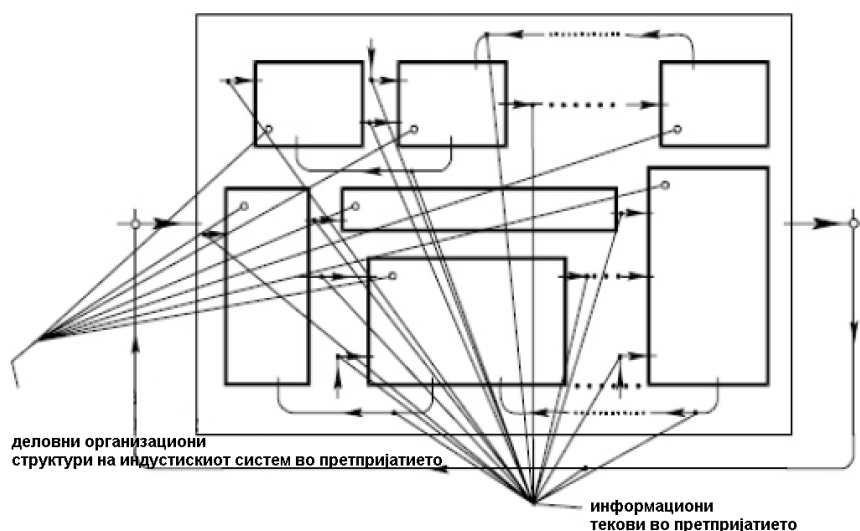 деловни организациони
структури на индустискиот систем во претпријатието
информациони
текови во претпријатието